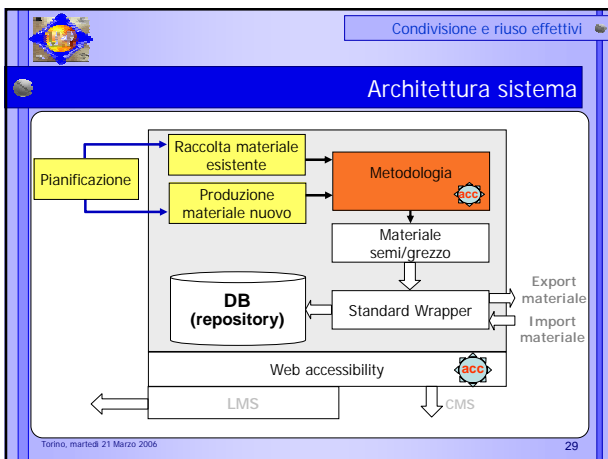 Condivisione e riuso effettivi
Architettura sistema
Pianificazione
Raccolta materiale
esistente
Produzione
materiale nuovo
Metodologia
acc
Materiale
semi/grezzo
DB
(repository)
Standard Wrapper
Export
materiale
Import
materiale
Web accessibility
acc
LMS
CMS
Torino, martedì 21 Marzo 2006
29